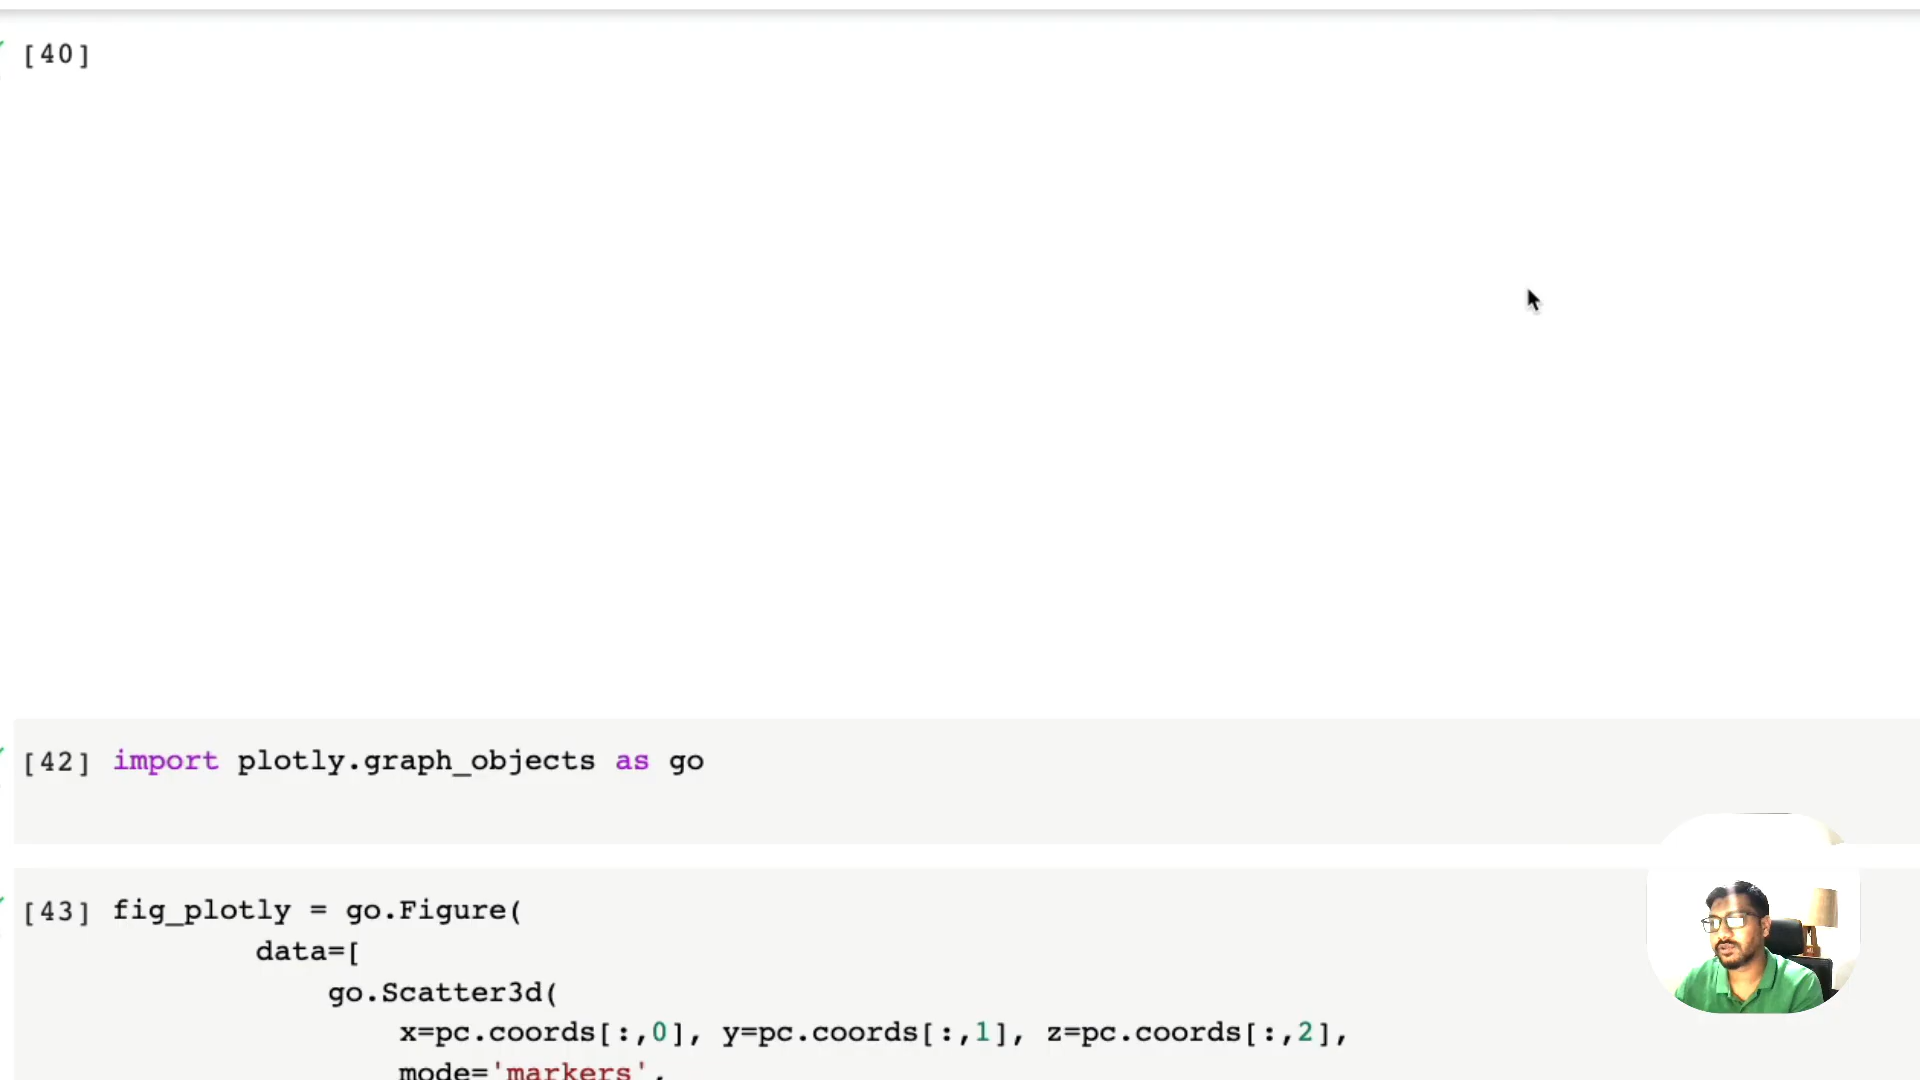 [40]
[42] import plotly.graph_objects as go
[43] fig_plotly = go.Figure(
data=[
go.Scatter3d(
x=pc.coords[:,0], y=pc.coords[:,1], z=pc.coords[:,2],
mode='markers',